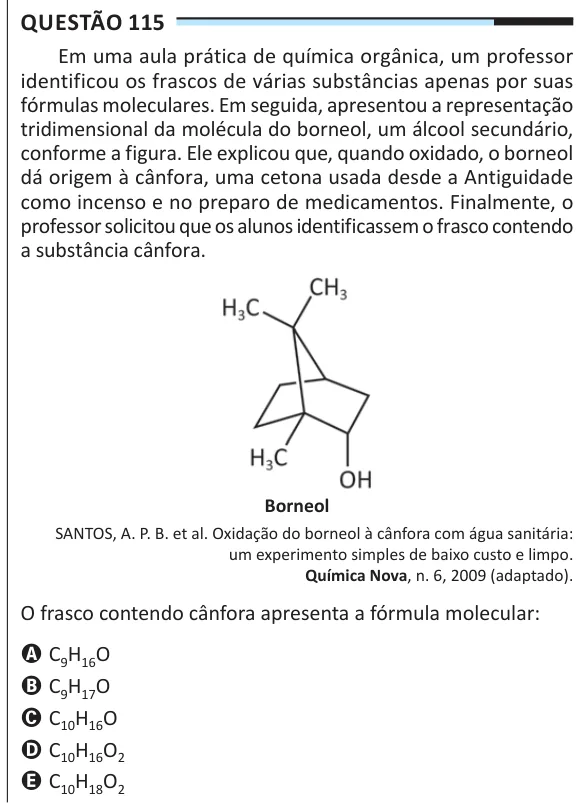 QUESTÃO 115
Em uma aula prática de química orgânica, um professor
identificou os frascos de várias substâncias apenas por suas
fórmulas moleculares. Em seguida, apresentou a representação
tridimensional da molécula do borneol, um álcool secundário,
conforme a figura. Ele explicou que, quando oxidado, o borneol
dá origem à cânfora, uma cetona usada desde a Antiguidade
como incenso e no preparo de medicamentos. Finalmente, o
professor solicitou que os alunos identificassem o frasco contendo
a substância cânfora.
CH₃
H₃C
H₃C
OH
Borneol
SANTOS, A. P. B. et al. Oxidação do borneol à cânfora com água sanitária:
um experimento simples de baixo custo e limpo.
Química Nova, n. 6, 2009 (adaptado).
O frasco contendo cânfora apresenta a fórmula molecular:
A C₉H₁₆O
B C₉H₁₇O
C C₁₀H₁₆O
D C₁₀H₁₆O₂
E C₁₀H₁₈O₂